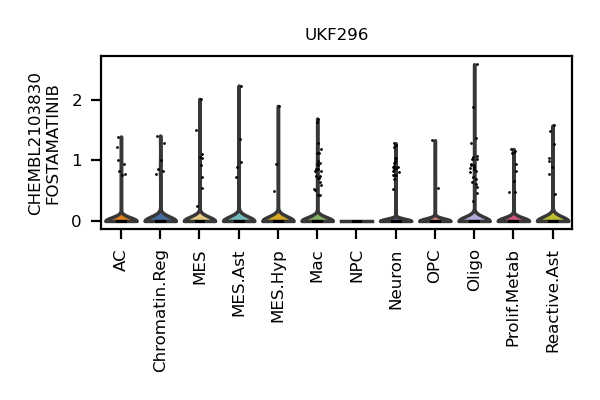 UKF296
CHEMBL2103830
FOSTAMATINIB
2
1
0
AC
Chromatin.Reg
MES
MES.Ast
MES.Hyp
Mac
NPC
Neuron
OPC
Oligo
Prolif.Metab
Reactive.Ast